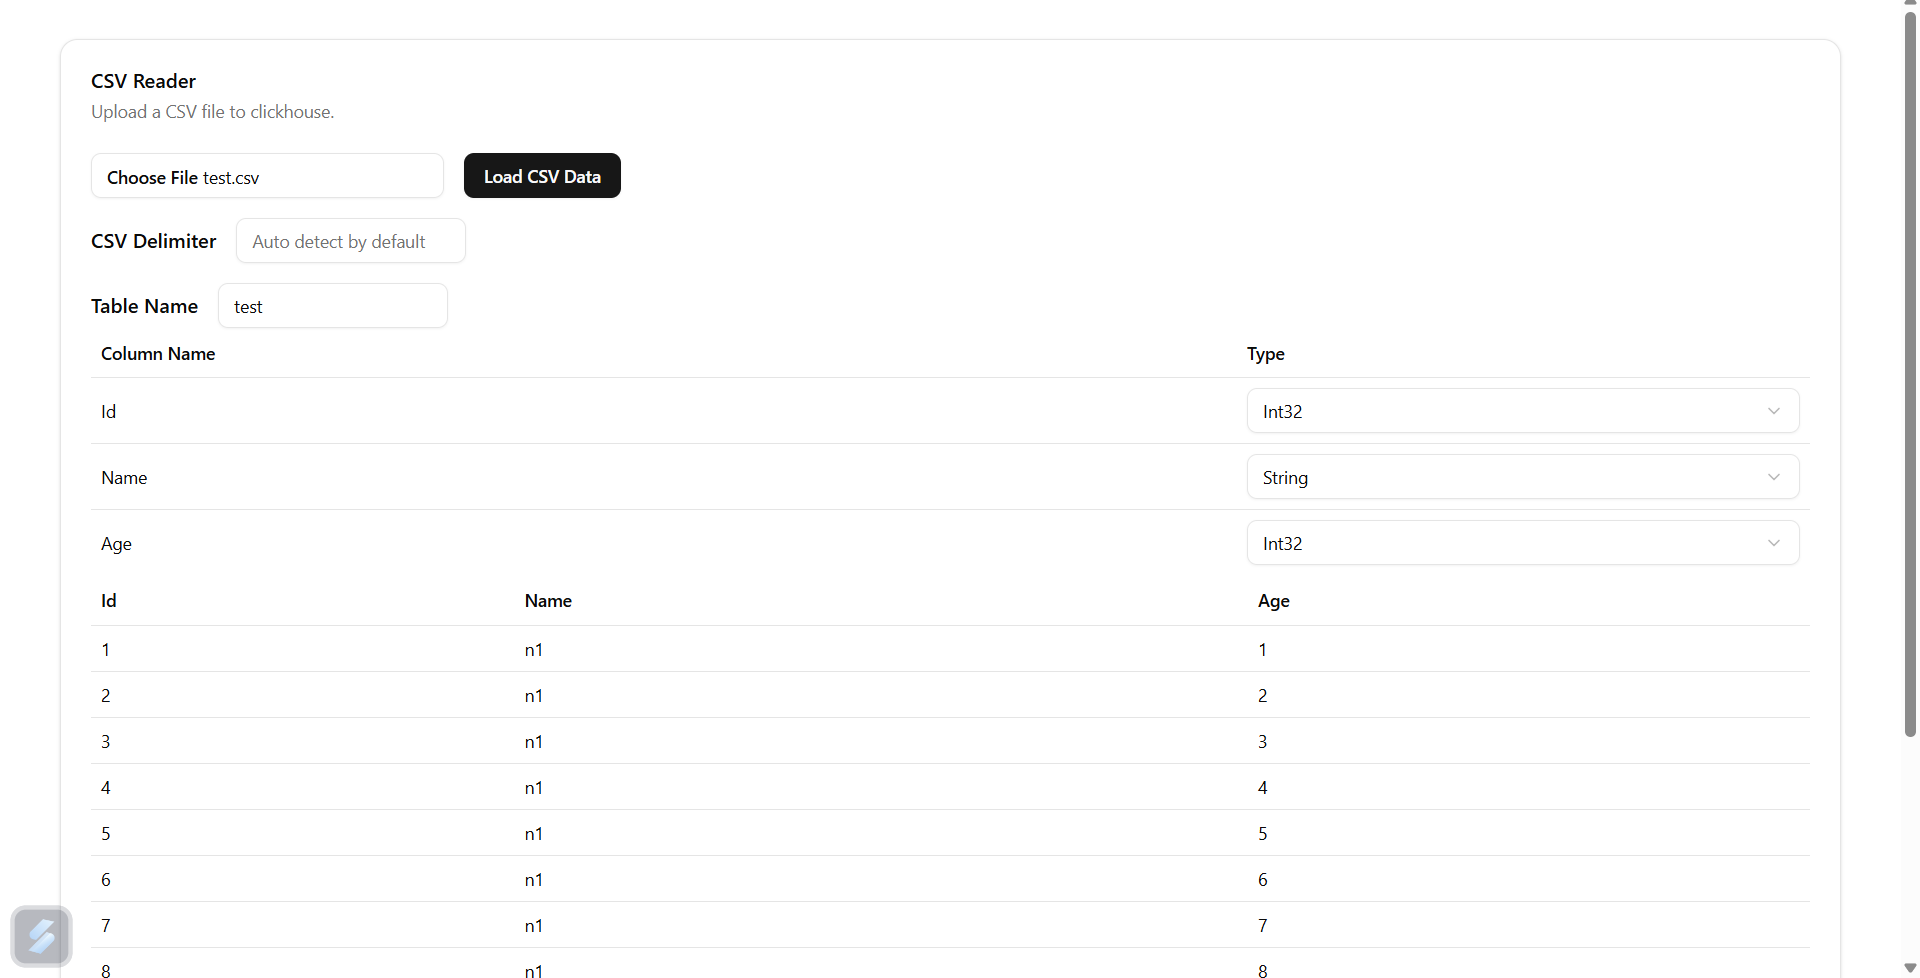 CSV Reader
Upload a CSV file to clickhouse.
Choose File test.csv
Load CSV Data
CSV Delimiter Auto detect by default
Table Name test
Column Name Type
Id Int32
Name String
Age Int32
Id Name Age
1 n1 1
2 n1 2
3 n1 3
4 n1 4
5 n1 5
6 n1 6
7 n1 7
8 n1 8